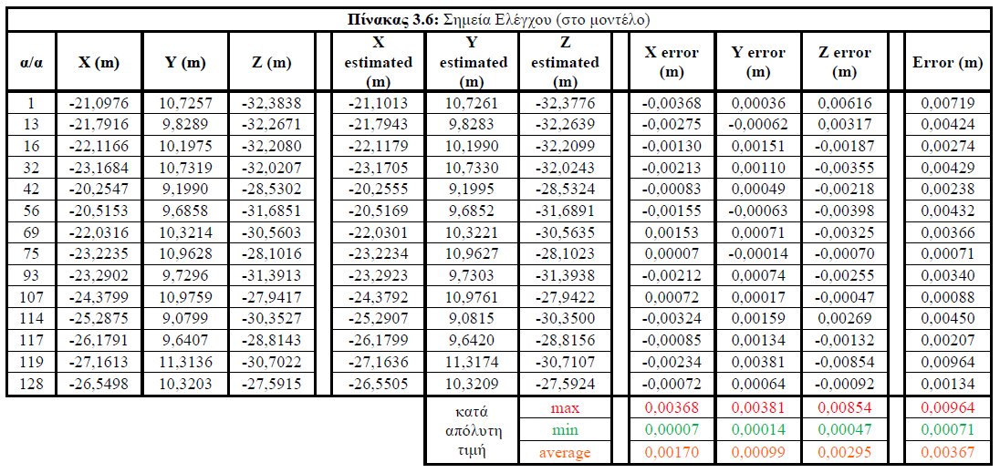 Πίνακας 3.6: Σημεία Ελέγχου (στο μοντέλο)
α/α X (m) Y (m) Z (m) X estimated (m) Y estimated (m) Z estimated (m) X error (m) Y error (m) Z error (m) Error (m)
1 -21,0976 10,7257 -32,3838 -21,1013 10,7261 -32,3776 -0,00368 0,00036 0,00616 0,00719
13 -21,7916 9,8289 -32,2671 -21,7943 9,8283 -32,2639 -0,00275 -0,00062 0,00317 0,00424
16 -22,1166 10,1975 -32,2080 -22,1179 10,1990 -32,2099 -0,00130 0,00151 -0,00187 0,00274
32 -23,1684 10,7319 -32,0207 -23,1705 10,7330 -32,0243 -0,00213 0,00110 -0,00355 0,00429
42 -20,2547 9,1990 -28,5302 -20,2555 9,1995 -28,5324 -0,00083 0,00049 -0,00218 0,00238
56 -20,5153 9,6858 -31,6851 -20,5169 9,6852 -31,6891 -0,00155 -0,00063 -0,00398 0,00432
69 -22,0316 10,3214 -30,5603 -22,0301 10,3221 -30,5635 0,00153 0,00071 -0,00325 0,00366
75 -23,2235 10,9628 -28,1016 -23,2234 10,9627 -28,1023 0,00007 -0,00014 -0,00070 0,00071
93 -23,2902 9,7296 -31,3913 -23,2923 9,7303 -31,3938 -0,00212 0,00074 -0,00255 0,00340
107 -24,3799 10,9759 -27,9417 -24,3792 10,9761 -27,9422 0,00072 0,00017 -0,00047 0,00088
114 -25,2875 9,0799 -30,3527 -25,2907 9,0815 -30,3500 -0,00324 0,00159 0,00269 0,00450
117 -26,1791 9,6407 -28,8143 -26,1799 9,6420 -28,8156 -0,00085 0,00134 -0,00132 0,00207
119 -27,1613 11,3136 -30,7022 -27,1636 11,3174 -30,7107 -0,00234 0,00381 -0,00854 0,00964
128 -26,5498 10,3203 -27,5915 -26,5505 10,3209 -27,5924 -0,00072 0,00064 -0,00092 0,00134
κατά απόλυτη τιμή
max 0,00368 0,00381 0,00854 0,00964
min 0,00007 0,00014 0,00047 0,00071
average 0,00170 0,00099 0,00295 0,00367